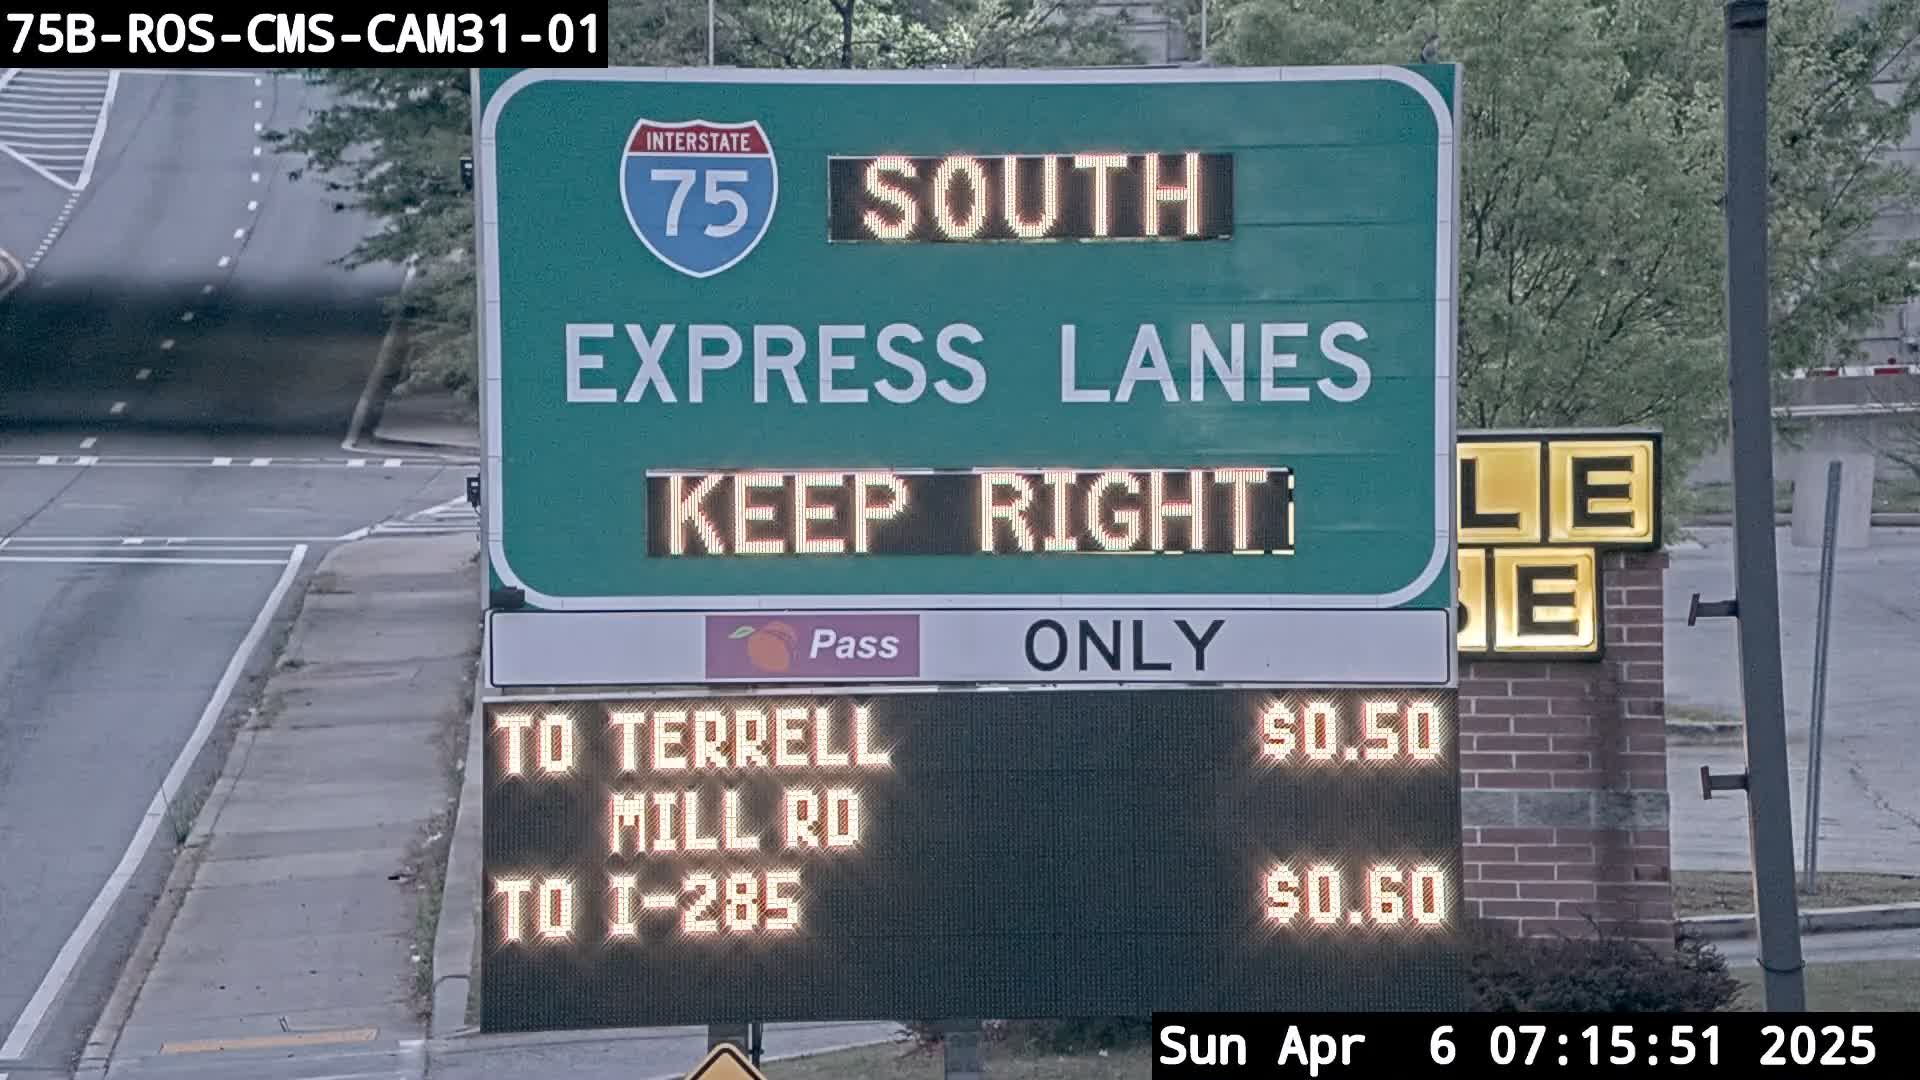 75B-ROS-CMS-CAM31-01
INTERSTATE
75
SOUTH
EXPRESS LANES
KEEP RIGHT
Pass ONLY
TO TERRELL $0.50
MILL RD
TO I-285 $0.60
LE
E
Sun Apr 6 07:15:51 2025